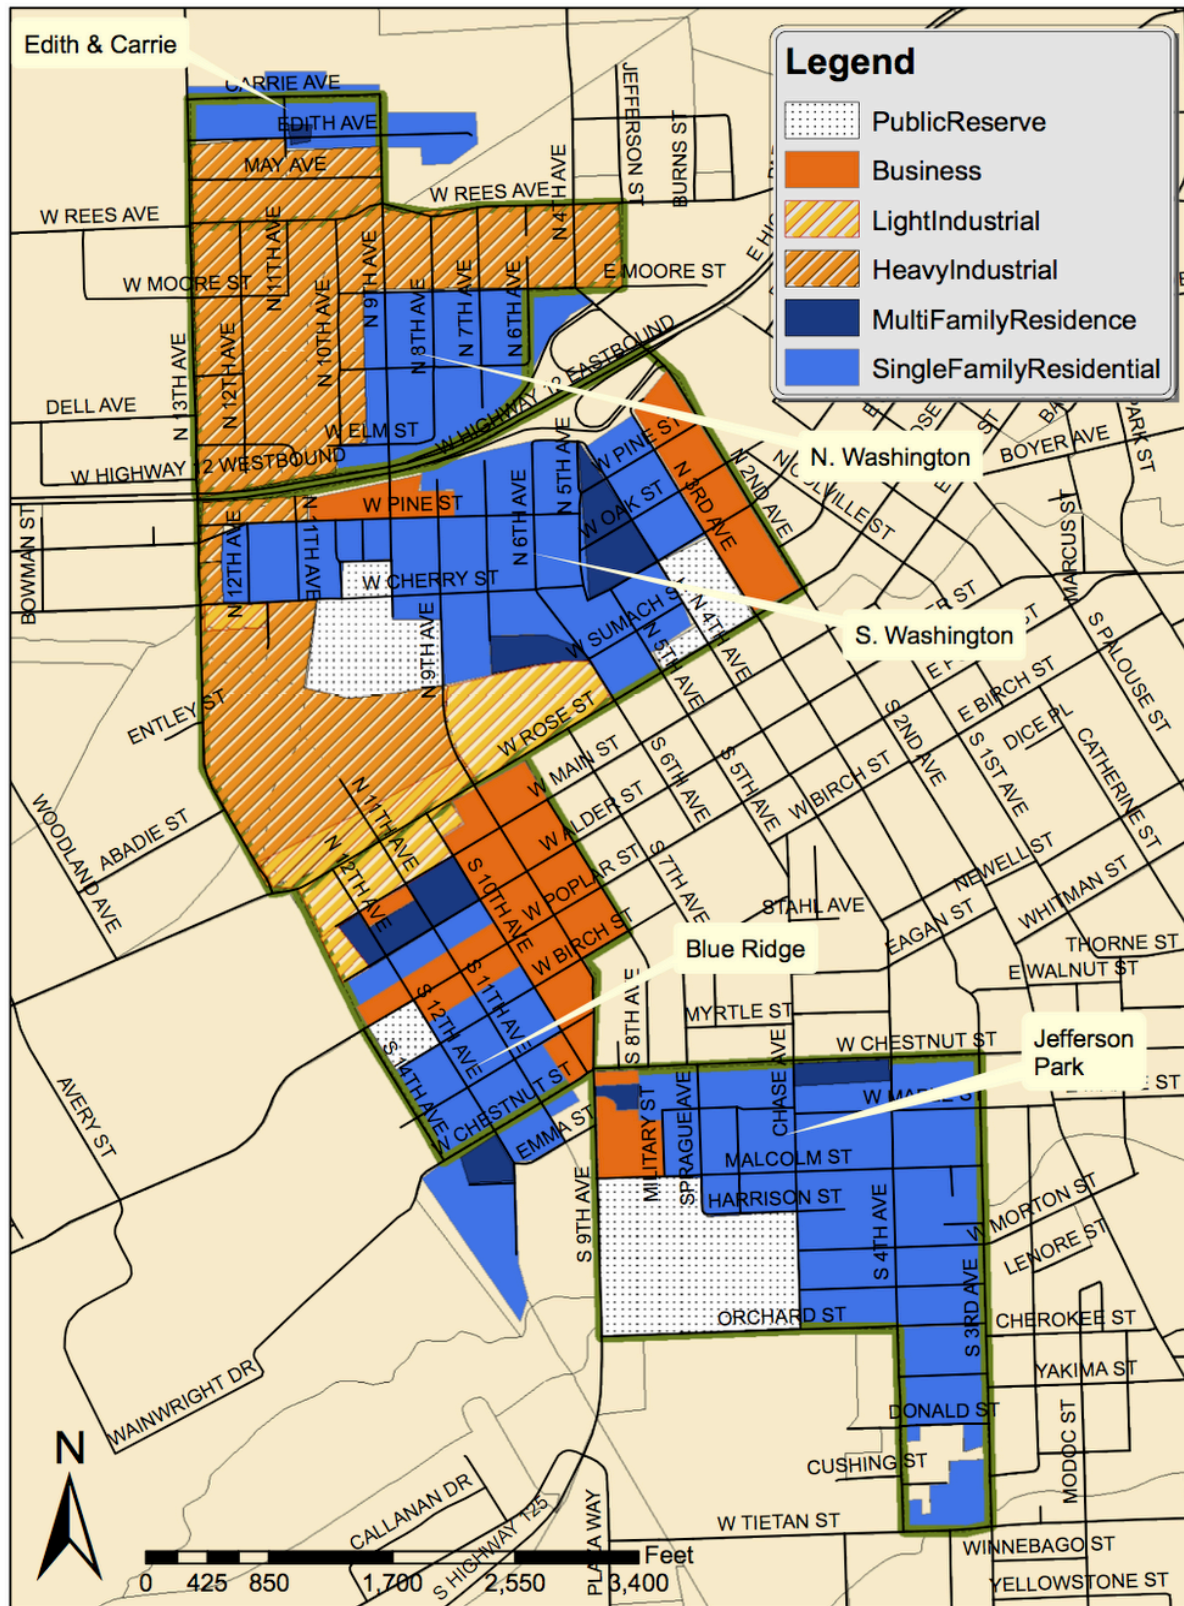 Edith & Carrie
CARRIE AVE
EDITH AVE
MAY AVE
W REES AVE
W REES AVE
N 4TH AVE
JEFFERSON ST
BURNS ST
Legend
PublicReserve
Business
LightIndustrial
HeavyIndustrial
MultiFamilyResidence
SingleFamilyResidential
W MOORE ST
E MOORE ST
N 11TH AVE
N 9TH AVE
N 8TH AVE
N 7TH AVE
N 6TH AVE
N 10TH AVE
N 12TH AVE
N 13TH AVE
DELL AVE
W ELM ST
W HIGHWAY 12 EASTBOUND
W HIGHWAY 12 WESTBOUND
BOYER AVE
PARK ST
N. Washington
W PINE ST
W PINE ST
N 5TH AVE
N 6TH AVE
W OAK ST
N 3RD AVE
N 2ND AVE
N COLVILLE ST
MARCUS ST
BOWMAN ST
N 12TH AVE
N 11TH AVE
W CHERRY ST
N 9TH AVE
W SUMACH ST
N 5TH AVE
N 4TH AVE
S. Washington
S PALOUSE ST
E BIRCH ST
DICE PL
CATHERINE ST
ENTLEY ST
W ROSE ST
W MAIN ST
W ALDER ST
W POPLAR ST
W BIRCH ST
W BIRCH ST
S 6TH AVE
S 5TH AVE
S 2ND AVE
S 1ST AVE
S 7TH AVE
WOODLAND AVE
ABADIE ST
N 11TH AVE
N 12TH AVE
S 10TH AVE
S 11TH AVE
S 12TH AVE
S 14TH AVE
NEWELL ST
WHITMAN ST
STAHL AVE
EAGAN ST
THORNE ST
E WALNUT ST
Blue Ridge
S 8TH AVE
MYRTLE ST
W CHESTNUT ST
W CHESTNUT ST
Jefferson
Park
AVERY ST
EMMA ST
S 9TH AVE
MILITARY ST
SPRAGUE AVE
CHASE AVE
MALCOLM ST
HARRISON ST
S 4TH AVE
W MORTON ST
LENORE ST
S 3RD AVE
ORCHARD ST
CHEROKEE ST
YAKIMA ST
WAINWRIGHT DR
DONALD ST
CUSHING ST
MODOC ST
N
CALLANAN DR
S HIGHWAY 125
PLAZA WAY
W TIETAN ST
WINNEBAGO ST
YELLOWSTONE ST
Feet
0 425 850 1,700 2,550 3,400